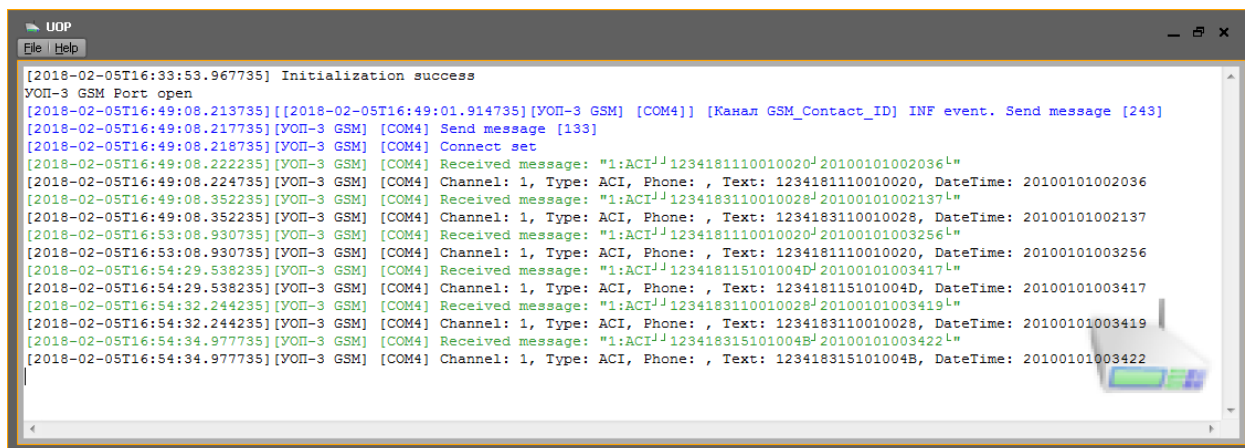 UOP
File | Help
[2018-02-05T16:33:53.967735] Initialization success
УОП-3 GSM Port open
[2018-02-05T16:49:08.213735][[2018-02-05T16:49:01.914735][УОП-3 GSM] [COM4]] [Канал GSM_Contact_ID] INF event. Send message [243]
[2018-02-05T16:49:08.217735][УОП-3 GSM] [COM4] Send message [133]
[2018-02-05T16:49:08.218735][УОП-3 GSM] [COM4] Connect set
[2018-02-05T16:49:08.222235][УОП-3 GSM] [COM4] Received message: "1:ACI┘┘1234181110010020┘20100101002036└"
[2018-02-05T16:49:08.224735][УОП-3 GSM] [COM4] Channel: 1, Type: ACI, Phone: , Text: 1234181110010020, DateTime: 20100101002036
[2018-02-05T16:49:08.352235][УОП-3 GSM] [COM4] Received message: "1:ACI┘┘1234183110010028┘20100101002137└"
[2018-02-05T16:49:08.352235][УОП-3 GSM] [COM4] Channel: 1, Type: ACI, Phone: , Text: 1234183110010028, DateTime: 20100101002137
[2018-02-05T16:53:08.930735][УОП-3 GSM] [COM4] Received message: "1:ACI┘┘1234181110010020┘20100101003256└"
[2018-02-05T16:53:08.930735][УОП-3 GSM] [COM4] Channel: 1, Type: ACI, Phone: , Text: 1234181110010020, DateTime: 20100101003256
[2018-02-05T16:54:29.538235][УОП-3 GSM] [COM4] Received message: "1:ACI┘┘123418115101004D┘20100101003417└"
[2018-02-05T16:54:29.538235][УОП-3 GSM] [COM4] Channel: 1, Type: ACI, Phone: , Text: 123418115101004D, DateTime: 20100101003417
[2018-02-05T16:54:32.244235][УОП-3 GSM] [COM4] Received message: "1:ACI┘┘1234183110010028┘20100101003419└"
[2018-02-05T16:54:32.244235][УОП-3 GSM] [COM4] Channel: 1, Type: ACI, Phone: , Text: 1234183110010028, DateTime: 20100101003419
[2018-02-05T16:54:34.977735][УОП-3 GSM] [COM4] Received message: "1:ACI┘┘123418315101004B┘20100101003422└"
[2018-02-05T16:54:34.977735][УОП-3 GSM] [COM4] Channel: 1, Type: ACI, Phone: , Text: 123418315101004B, DateTime: 20100101003422